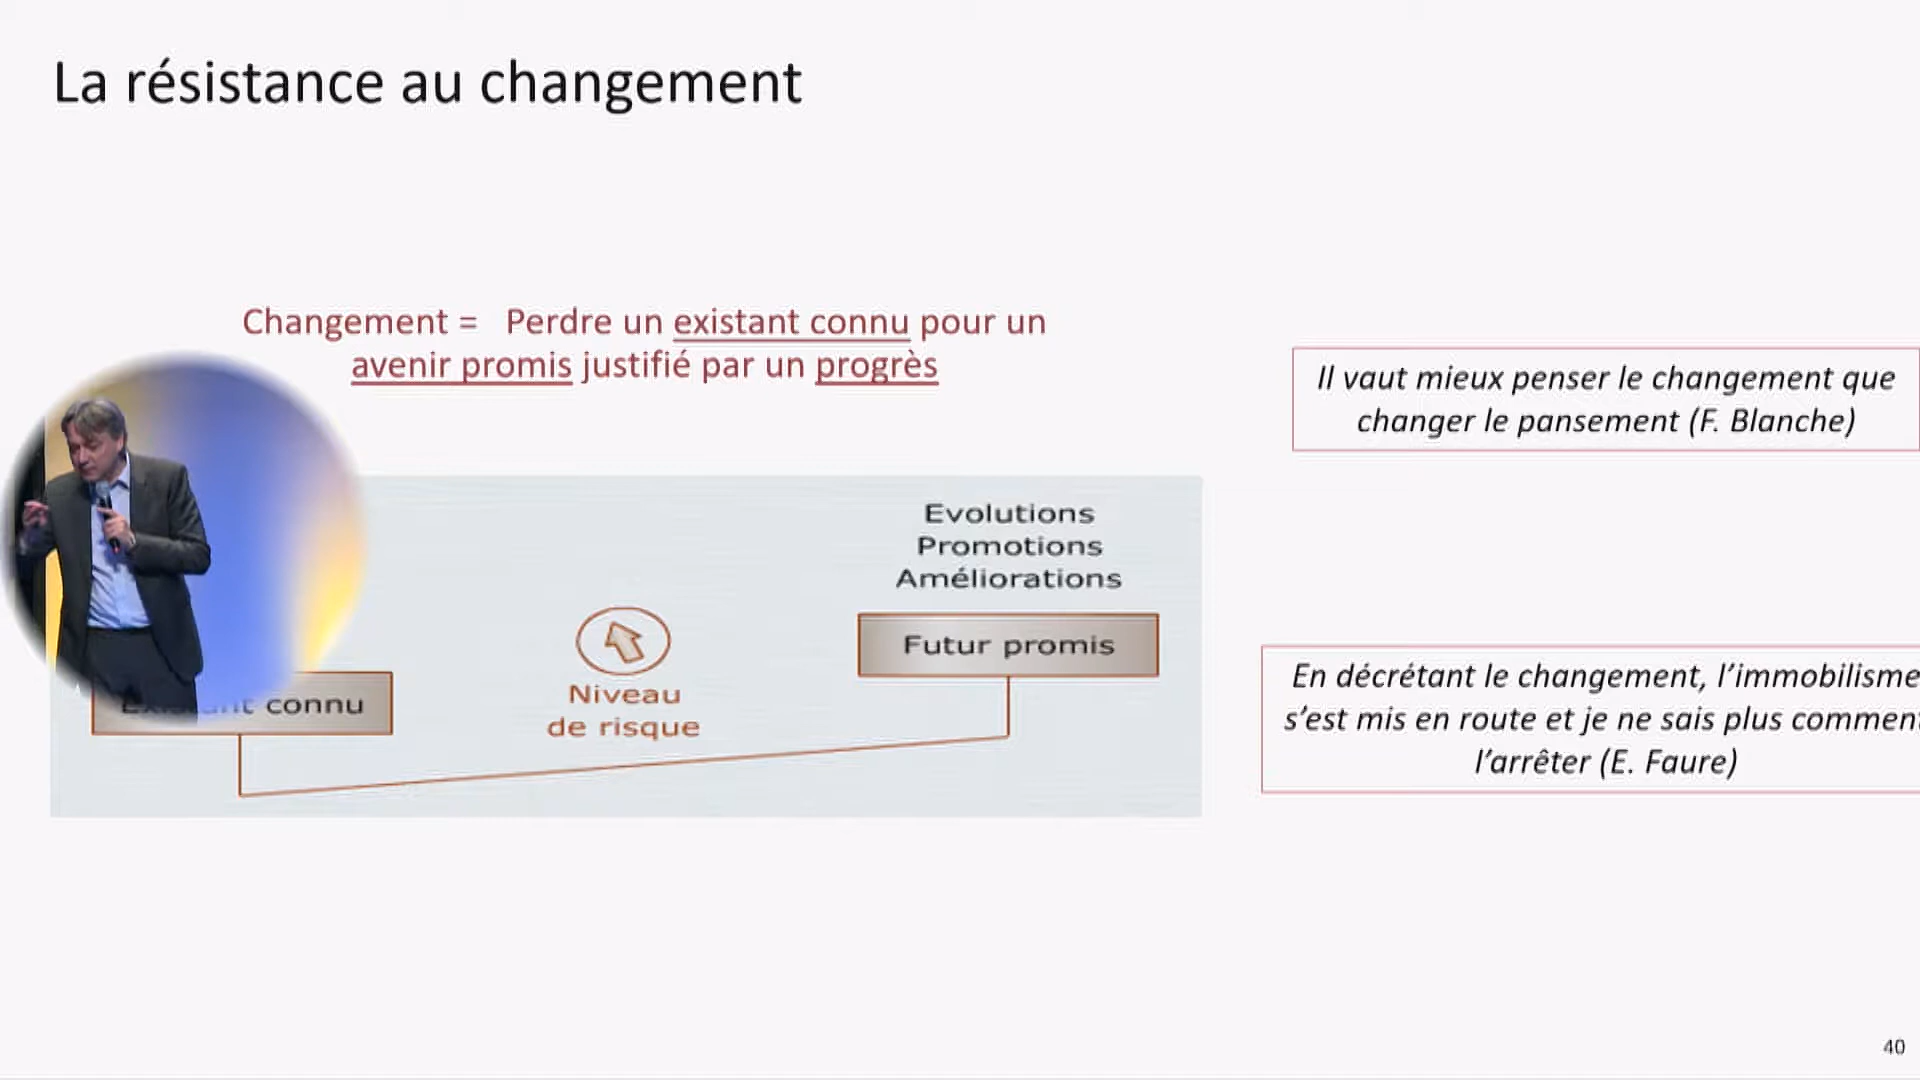 La résistance au changement
Changement = Perdre un existant connu pour un
avenir promis justifié par un progrès
Il vaut mieux penser le changement que
changer le pansement (F. Blanche)
Evolutions
Promotions
Améliorations
Futur promis
Niveau
de risque
connu
En décrétant le changement, l'immobilisme
s'est mis en route et je ne sais plus comment
l'arrêter (E. Faure)
40